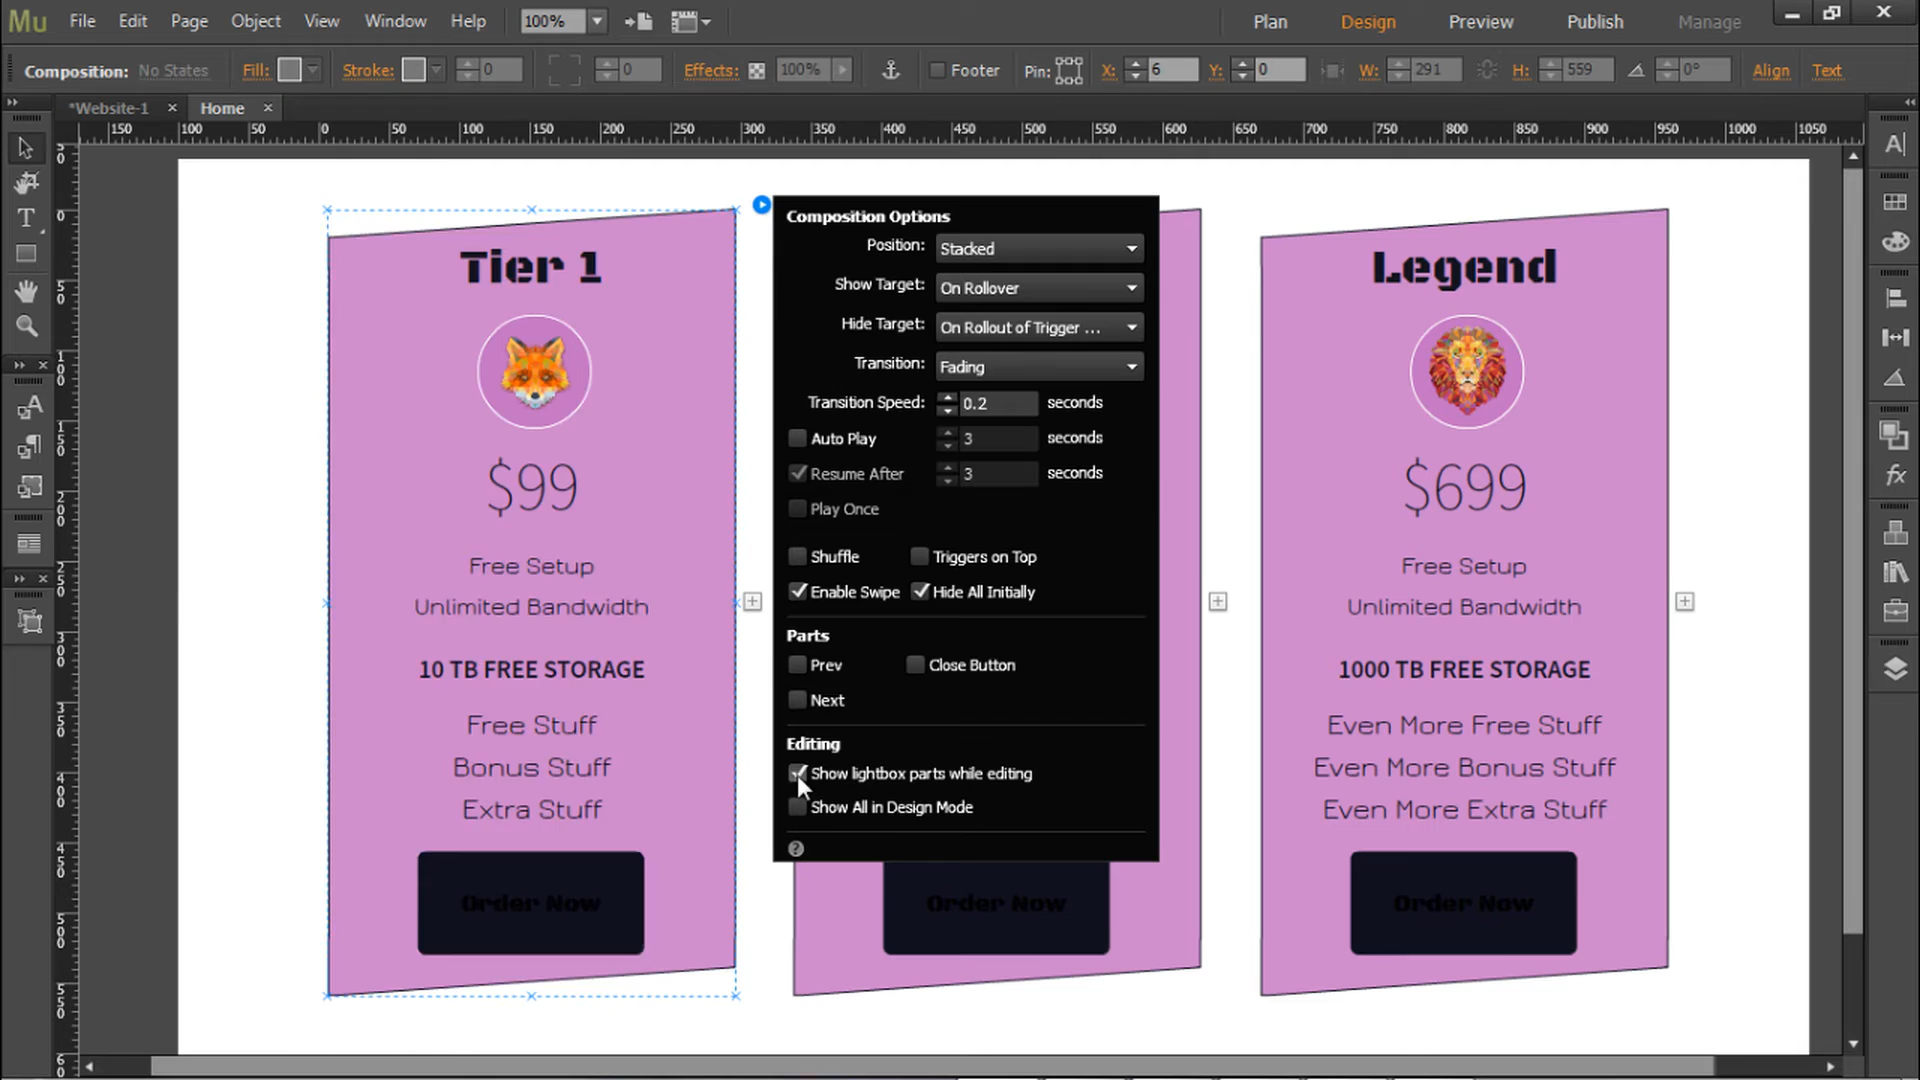 Mu File Edit Page Object View Window Help 100% Plan Design Preview Publish Manage
Composition: No States Fill: Stroke: 0 0 Effects: 100% Footer Pin: X: 6 Y: 0 W: 291 H: 559 0° Align Text
*Website-1 × Home ×
150 100 50 0 50 100 150 200 250 300 350 400 450 500 550 600 650 700 750 800 850 900 950 1000 1050
Tier 1
$99
Free Setup
Unlimited Bandwidth
10 TB FREE STORAGE
Free Stuff
Bonus Stuff
Extra Stuff
Order Now
Composition Options
Position: Stacked
Show Target: On Rollover
Hide Target: On Rollout of Trigger ...
Transition: Fading
Transition Speed: 0.2 seconds
Auto Play 3 seconds
Resume After 3 seconds
Play Once
Shuffle Triggers on Top
Enable Swipe Hide All Initially
Parts
Prev Close Button
Next
Editing
Show lightbox parts while editing
Show All in Design Mode
?
Order Now
Legend
$699
Free Setup
Unlimited Bandwidth
1000 TB FREE STORAGE
Even More Free Stuff
Even More Bonus Stuff
Even More Extra Stuff
Order Now